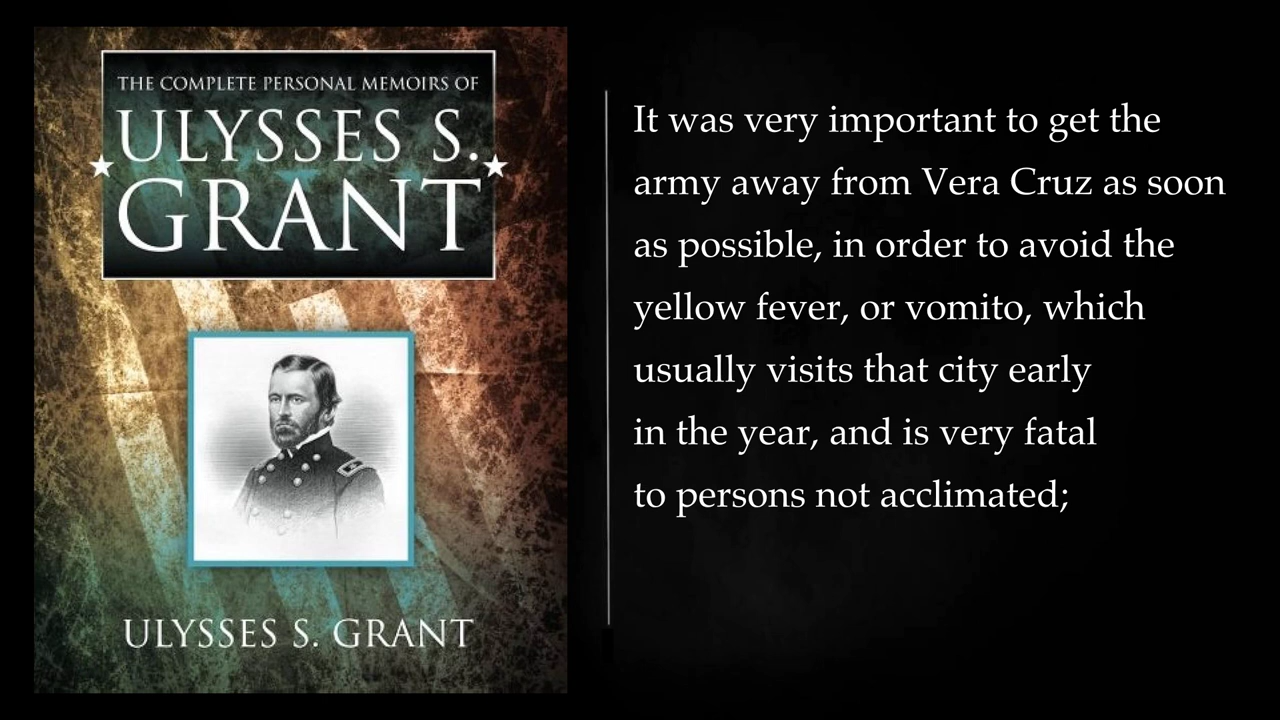 THE COMPLETE PERSONAL MEMOIRS OF
ULYSSES S.
GRANT
ULYSSES S. GRANT
It was very important to get the
army away from Vera Cruz as soon
as possible, in order to avoid the
yellow fever, or vomito, which
usually visits that city early
in the year, and is very fatal
to persons not acclimated;